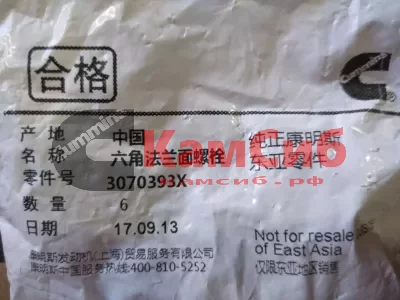 合格
Cummins
产 地 中国
纯正康明斯
名 称 六角法兰面螺栓
东亚零件
零件号 3070393X
数 量 6
日期 17.09.13
Not for resale
of East Asia
仅限东亚地区销售
康明斯发动机(上海)贸易服务有限公司
康明斯中国服务热线:400-810-5252
Cummins
КамСиб
камсиб.рф